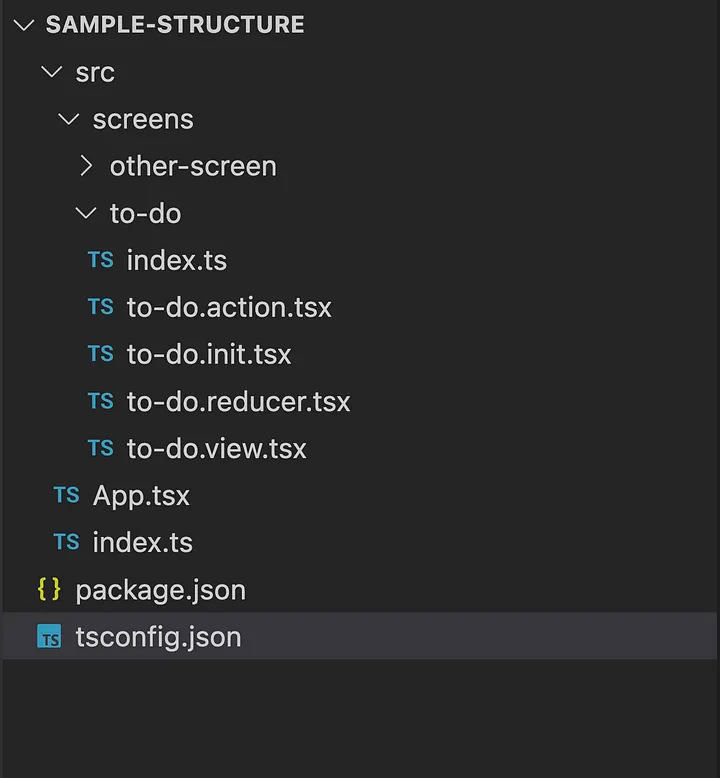 SAMPLE-STRUCTURE
src
screens
other-screen
to-do
TS index.ts
TS to-do.action.tsx
TS to-do.init.tsx
TS to-do.reducer.tsx
TS to-do.view.tsx
TS App.tsx
TS index.ts
{} package.json
TS tsconfig.json